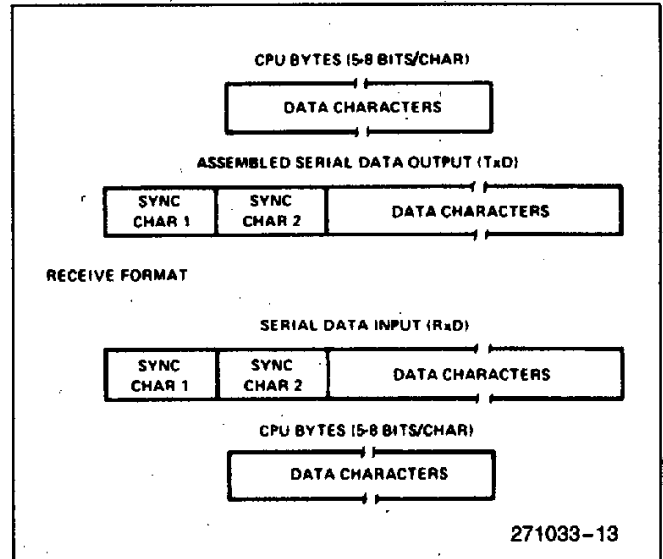 CPU BYTES (5-8 BITS/CHAR)
DATA CHARACTERS
ASSEMBLED SERIAL DATA OUTPUT (TxD)
SYNC CHAR 1
SYNC CHAR 2
DATA CHARACTERS
RECEIVE FORMAT
SERIAL DATA INPUT (RxD)
SYNC CHAR 1
SYNC CHAR 2
DATA CHARACTERS
CPU BYTES (5-8 BITS/CHAR)
DATA CHARACTERS
271033-13